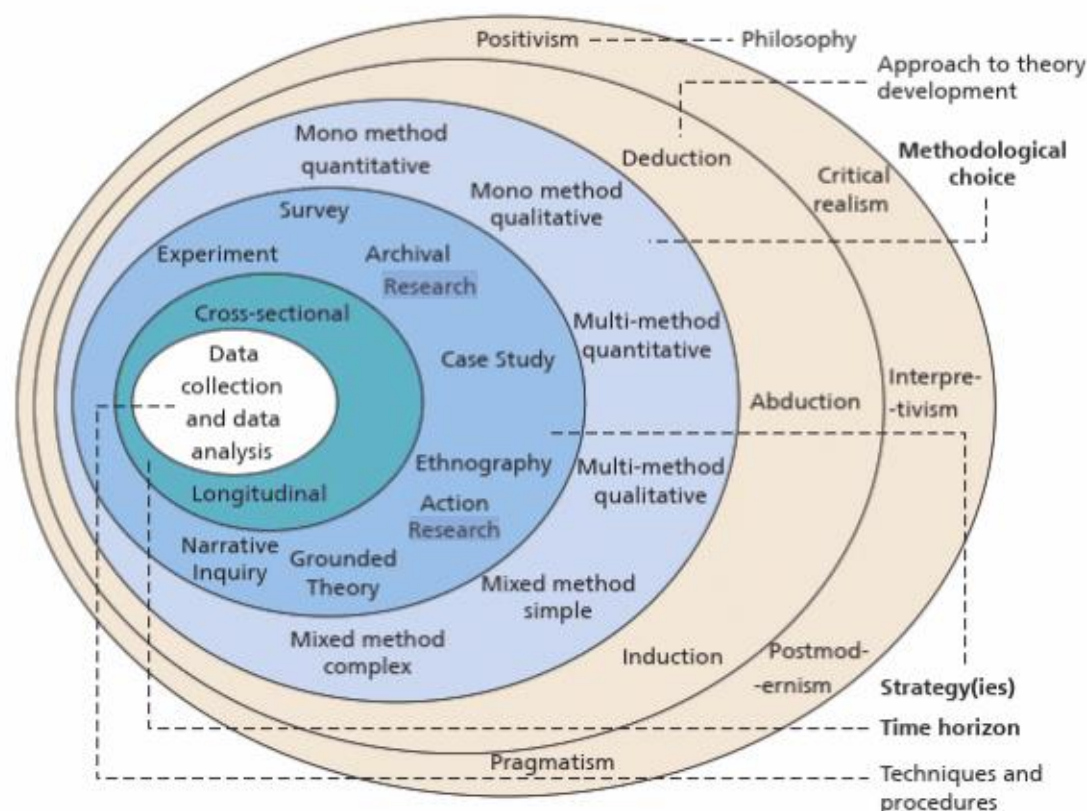 Positivism
Philosophy
Approach to theory
development
Mono method
quantitative
Deduction
Methodological
choice
Critical
realism
Mono method
qualitative
Survey
Experiment
Archival
Research
Cross-sectional
Multi-method
quantitative
Case Study
Data
collection
and data
analysis
Abduction
Interpre-
-tivism
Ethnography
Multi-method
qualitative
Longitudinal
Action
Research
Narrative
Inquiry
Grounded
Theory
Mixed method
simple
Mixed method
complex
Induction
Postmod-
-ernism
Strategy(ies)
Time horizon
Pragmatism
Techniques and
procedures